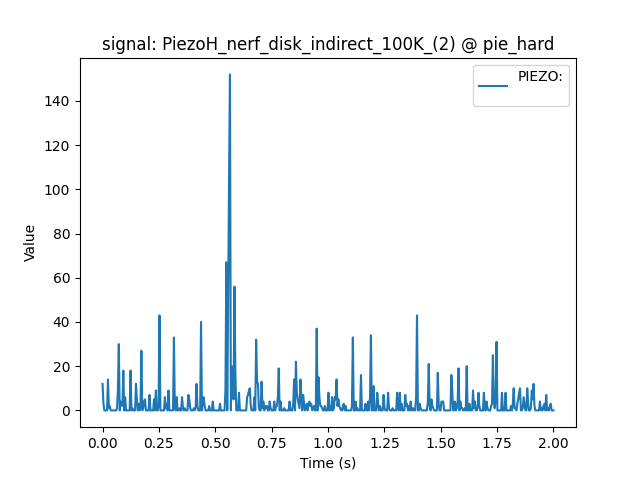 signal: PiezoH_nerf_disk_indirect_100K_(2) @ pie_hard
PIEZO:
140
120
100
80
60
40
20
0
Value
0.00 0.25 0.50 0.75 1.00 1.25 1.50 1.75 2.00
Time (s)